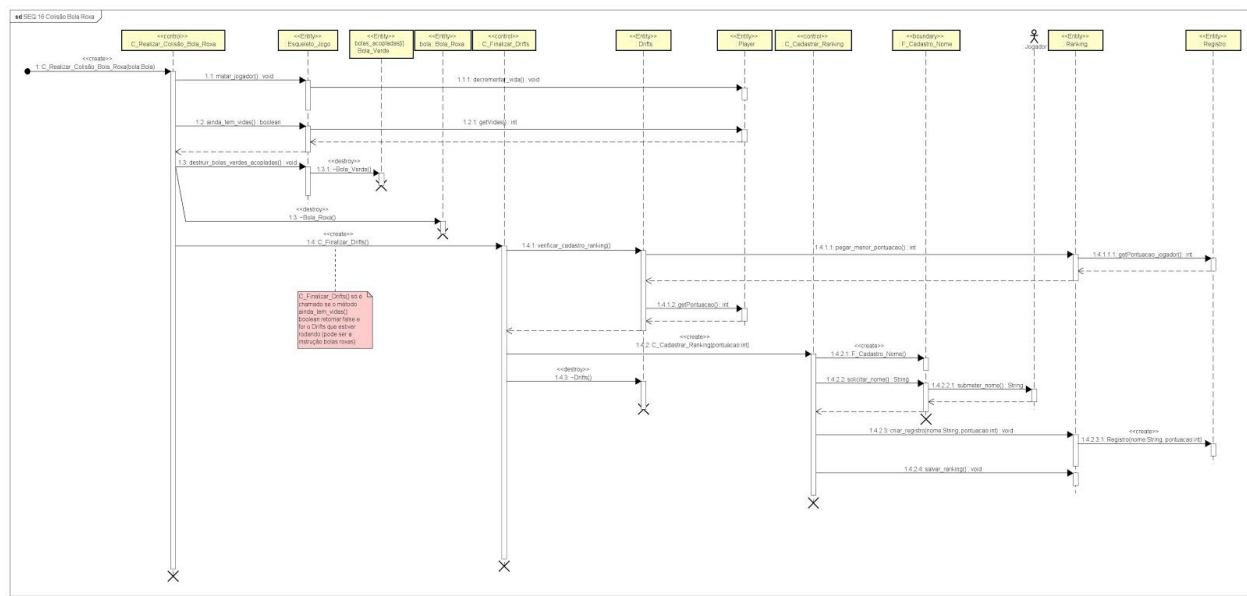 sd SEQ 16 Colisão Bola Roxa
<<control>>
C_Realizar_Colisão_Bola_Roxa
<<Entity>>
Esqueleto_Jogo
<<Entity>>
bolas_acopladas[]:
Bola_Verde
<<Entity>>
bola : Bola_Roxa
<<control>>
C_Finalizar_Drifts
<<Entity>>
Drifts
<<Entity>>
Player
<<control>>
C_Cadastrar_Ranking
<<boundary>>
F_Cadastro_Nome
Jogador
<<Entity>>
Ranking
<<Entity>>
Registro
<<create>>
1: C_Realizar_Colisão_Bola_Roxa(bola:Bola)
1.1: matar_jogador() : void
1.1.1: decrementar_vida() : void
1.2: ainda_tem_vidas() : boolean
1.2.1: getVidas() : int
1.3: destruir_bolas_verdes_acopladas() : void
<<destroy>>
1.3.1: ~Bola_Verde()
<<destroy>>
1.3: ~Bola_Roxa()
<<create>>
1.4: C_Finalizar_Drifts()
1.4.1: verificar_cadastro_ranking()
1.4.1.1: pegar_menor_pontuacao() : int
1.4.1.1.1: getPontuacao_jogador() : int
C_Finalizar_Drifts() só é
chamado se o método
ainda_tem_vidas()
boolean retornar false e
for o Drifts que estiver
rodando (pode ser a
instrução bolas roxas)
1.4.1.2: getPontuacao() : int
<<create>>
1.4.2: C_Cadastrar_Ranking(pontuacao:int)
<<create>>
1.4.2.1: F_Cadastro_Nome()
<<destroy>>
1.4.3: ~Drifts()
1.4.2.2: solicitar_nome() : String
1.4.2.2.1: submeter_nome() : String
1.4.2.3: criar_registro(nome:String, pontuacao:int) : void
<<create>>
1.4.2.3.1: Registro(nome:String, pontuacao:int)
1.4.2.4: salvar_ranking() : void